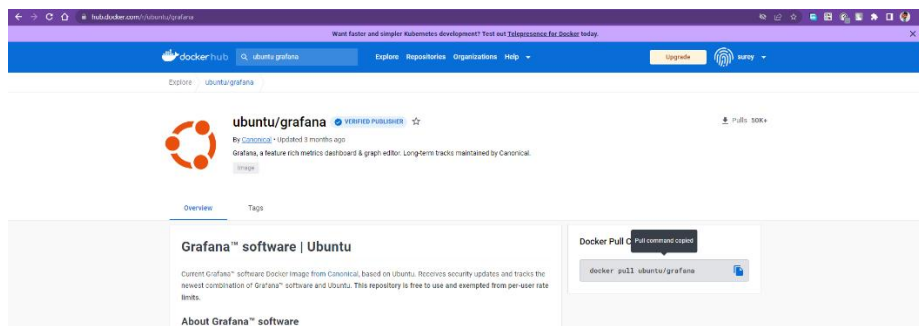 hub.docker.com/r/ubuntu/grafana
Want faster and simpler Kubernetes development? Test out Telepresence for Docker today.
dockerhub
ubuntu grafana
Explore Repositories Organizations Help
Upgrade
Explore ubuntu/grafana
ubuntu/grafana
VERIFIED PUBLISHER
Pulls 50K+
By Canonical • Updated 3 months ago
Grafana, a feature rich metrics dashboard & graph editor. Long-term tracks maintained by Canonical.
Image
Overview Tags
Grafana™ software | Ubuntu
Docker Pull C
Pull command copied
docker pull ubuntu/grafana
Current Grafana™ software Docker image from Canonical, based on Ubuntu. Receives security updates and tracks the
newest combination of Grafana™ software and Ubuntu. This repository is free to use and exempted from per-user rate
limits.
About Grafana™ software